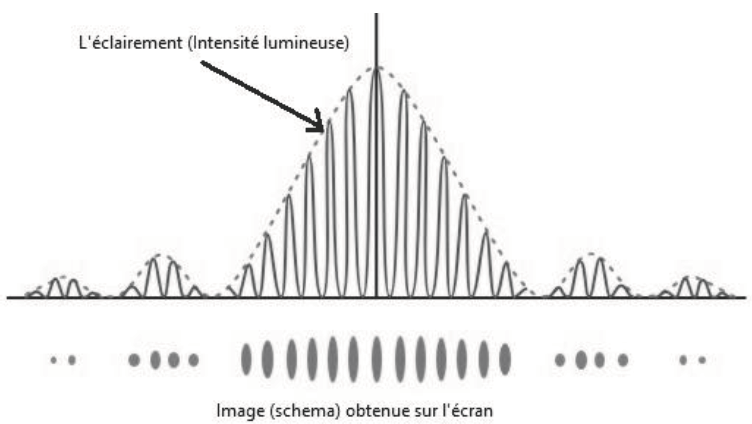 L'éclairement (Intensité lumineuse)
Image (schema) obtenue sur l'écran